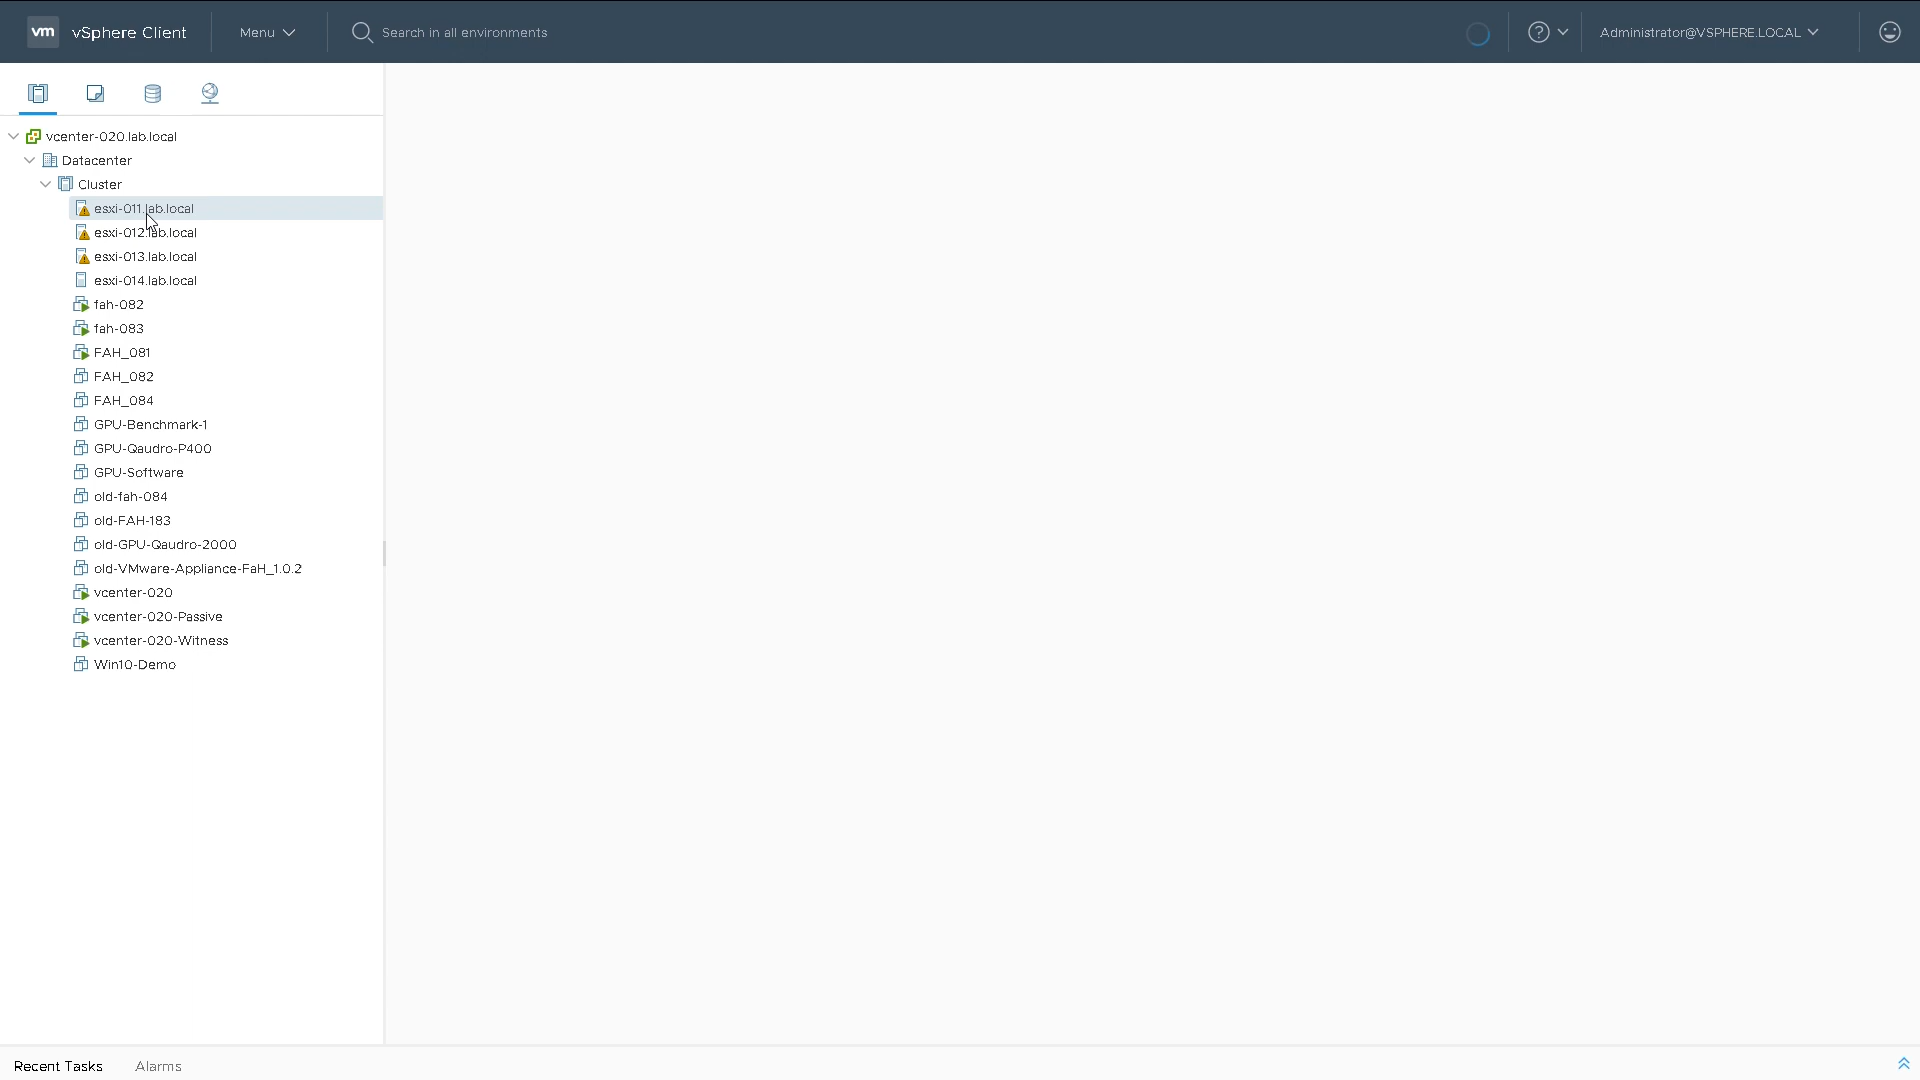 vm vSphere Client Menu Search in all environments ? Administrator@VSPHERE.LOCAL
vcenter-020.lab.local
Datacenter
Cluster
esxi-011.lab.local
esxi-012.lab.local
esxi-013.lab.local
esxi-014.lab.local
fah-082
fah-083
FAH_081
FAH_082
FAH_084
GPU-Benchmark-1
GPU-Qaudro-P400
GPU-Software
old-fah-084
old-FAH-183
old-GPU-Qaudro-2000
old-VMware-Appliance-FaH_1.0.2
vcenter-020
vcenter-020-Passive
vcenter-020-Witness
Win10-Demo
Recent Tasks Alarms